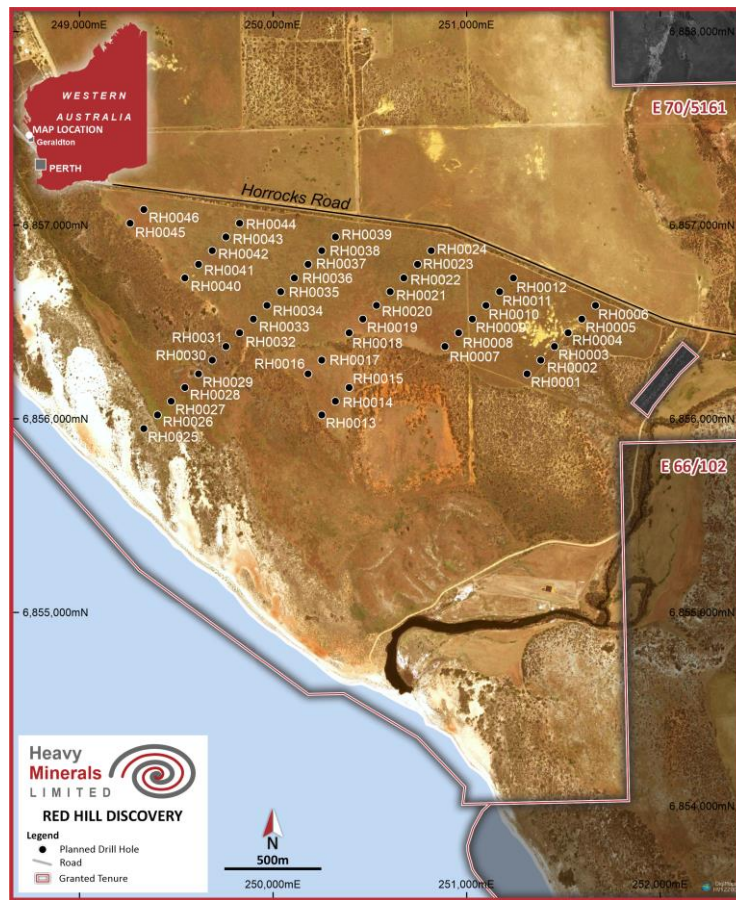 249,000mE
250,000mE
251,000mE
6,858,000mN
WESTERN
AUSTRALIA
MAP LOCATION
Geraldton
PERTH
E 70/5161
Horrocks Road
6,857,000mN
6,857,000mN
RH0046
RH0045
RH0044
RH0043
RH0042
RH0041
RH0040
RH0039
RH0038
RH0037
RH0036
RH0035
RH0034
RH0033
RH0032
RH0031
RH0030
RH0029
RH0028
RH0027
RH0026
RH0025
RH0024
RH0023
RH0022
RH0021
RH0020
RH0019
RH0018
RH0017
RH0016
RH0015
RH0014
RH0013
RH0012
RH0011
RH0010
RH0009
RH0008
RH0007
RH0006
RH0005
RH0004
RH0003
RH0002
RH0001
6,856,000mN
6,856,000mN
E 66/102
6,855,000mN
6,855,000mN
6,854,000mN
Heavy
Minerals
LIMITED
RED HILL DISCOVERY
Legend
Planned Drill Hole
Road
Granted Tenure
N
500m
250,000mE
251,000mE
252,000mE